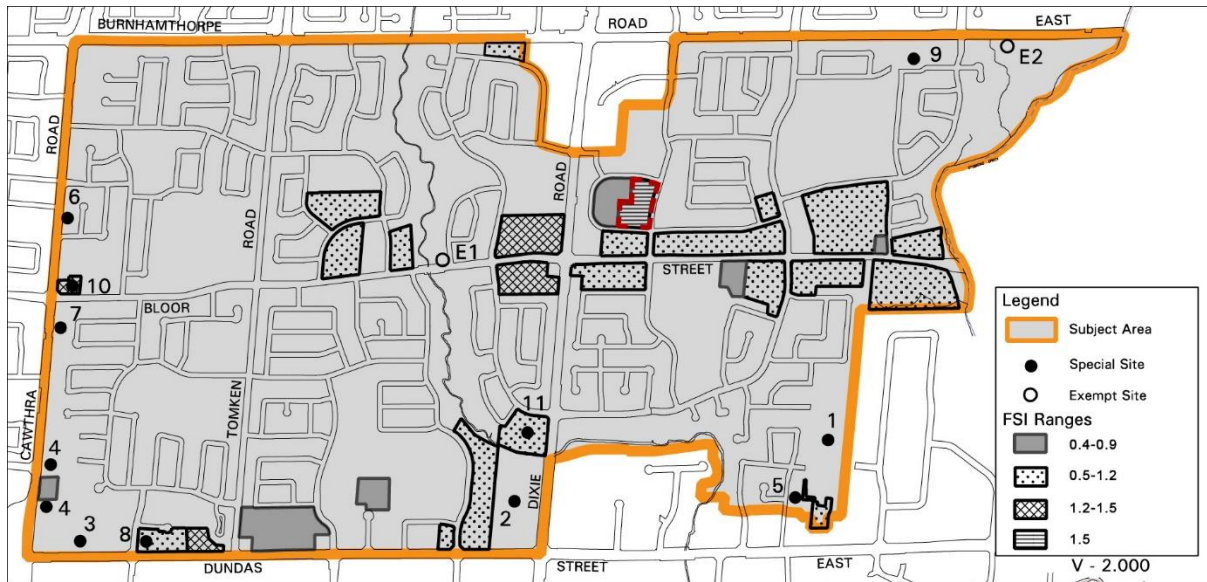 BURNHAMTHORPE
ROAD
EAST
9
E2
ROAD
6
ROAD
ROAD
E1
10
STREET
BLOOR
7
CAWTHRA
TOMKEN
11
1
4
4
DIXIE
5
2
3
8
DUNDAS
STREET
EAST
Legend
Subject Area
Special Site
Exempt Site
FSI Ranges
0.4-0.9
0.5-1.2
1.2-1.5
1.5
V - 2.000